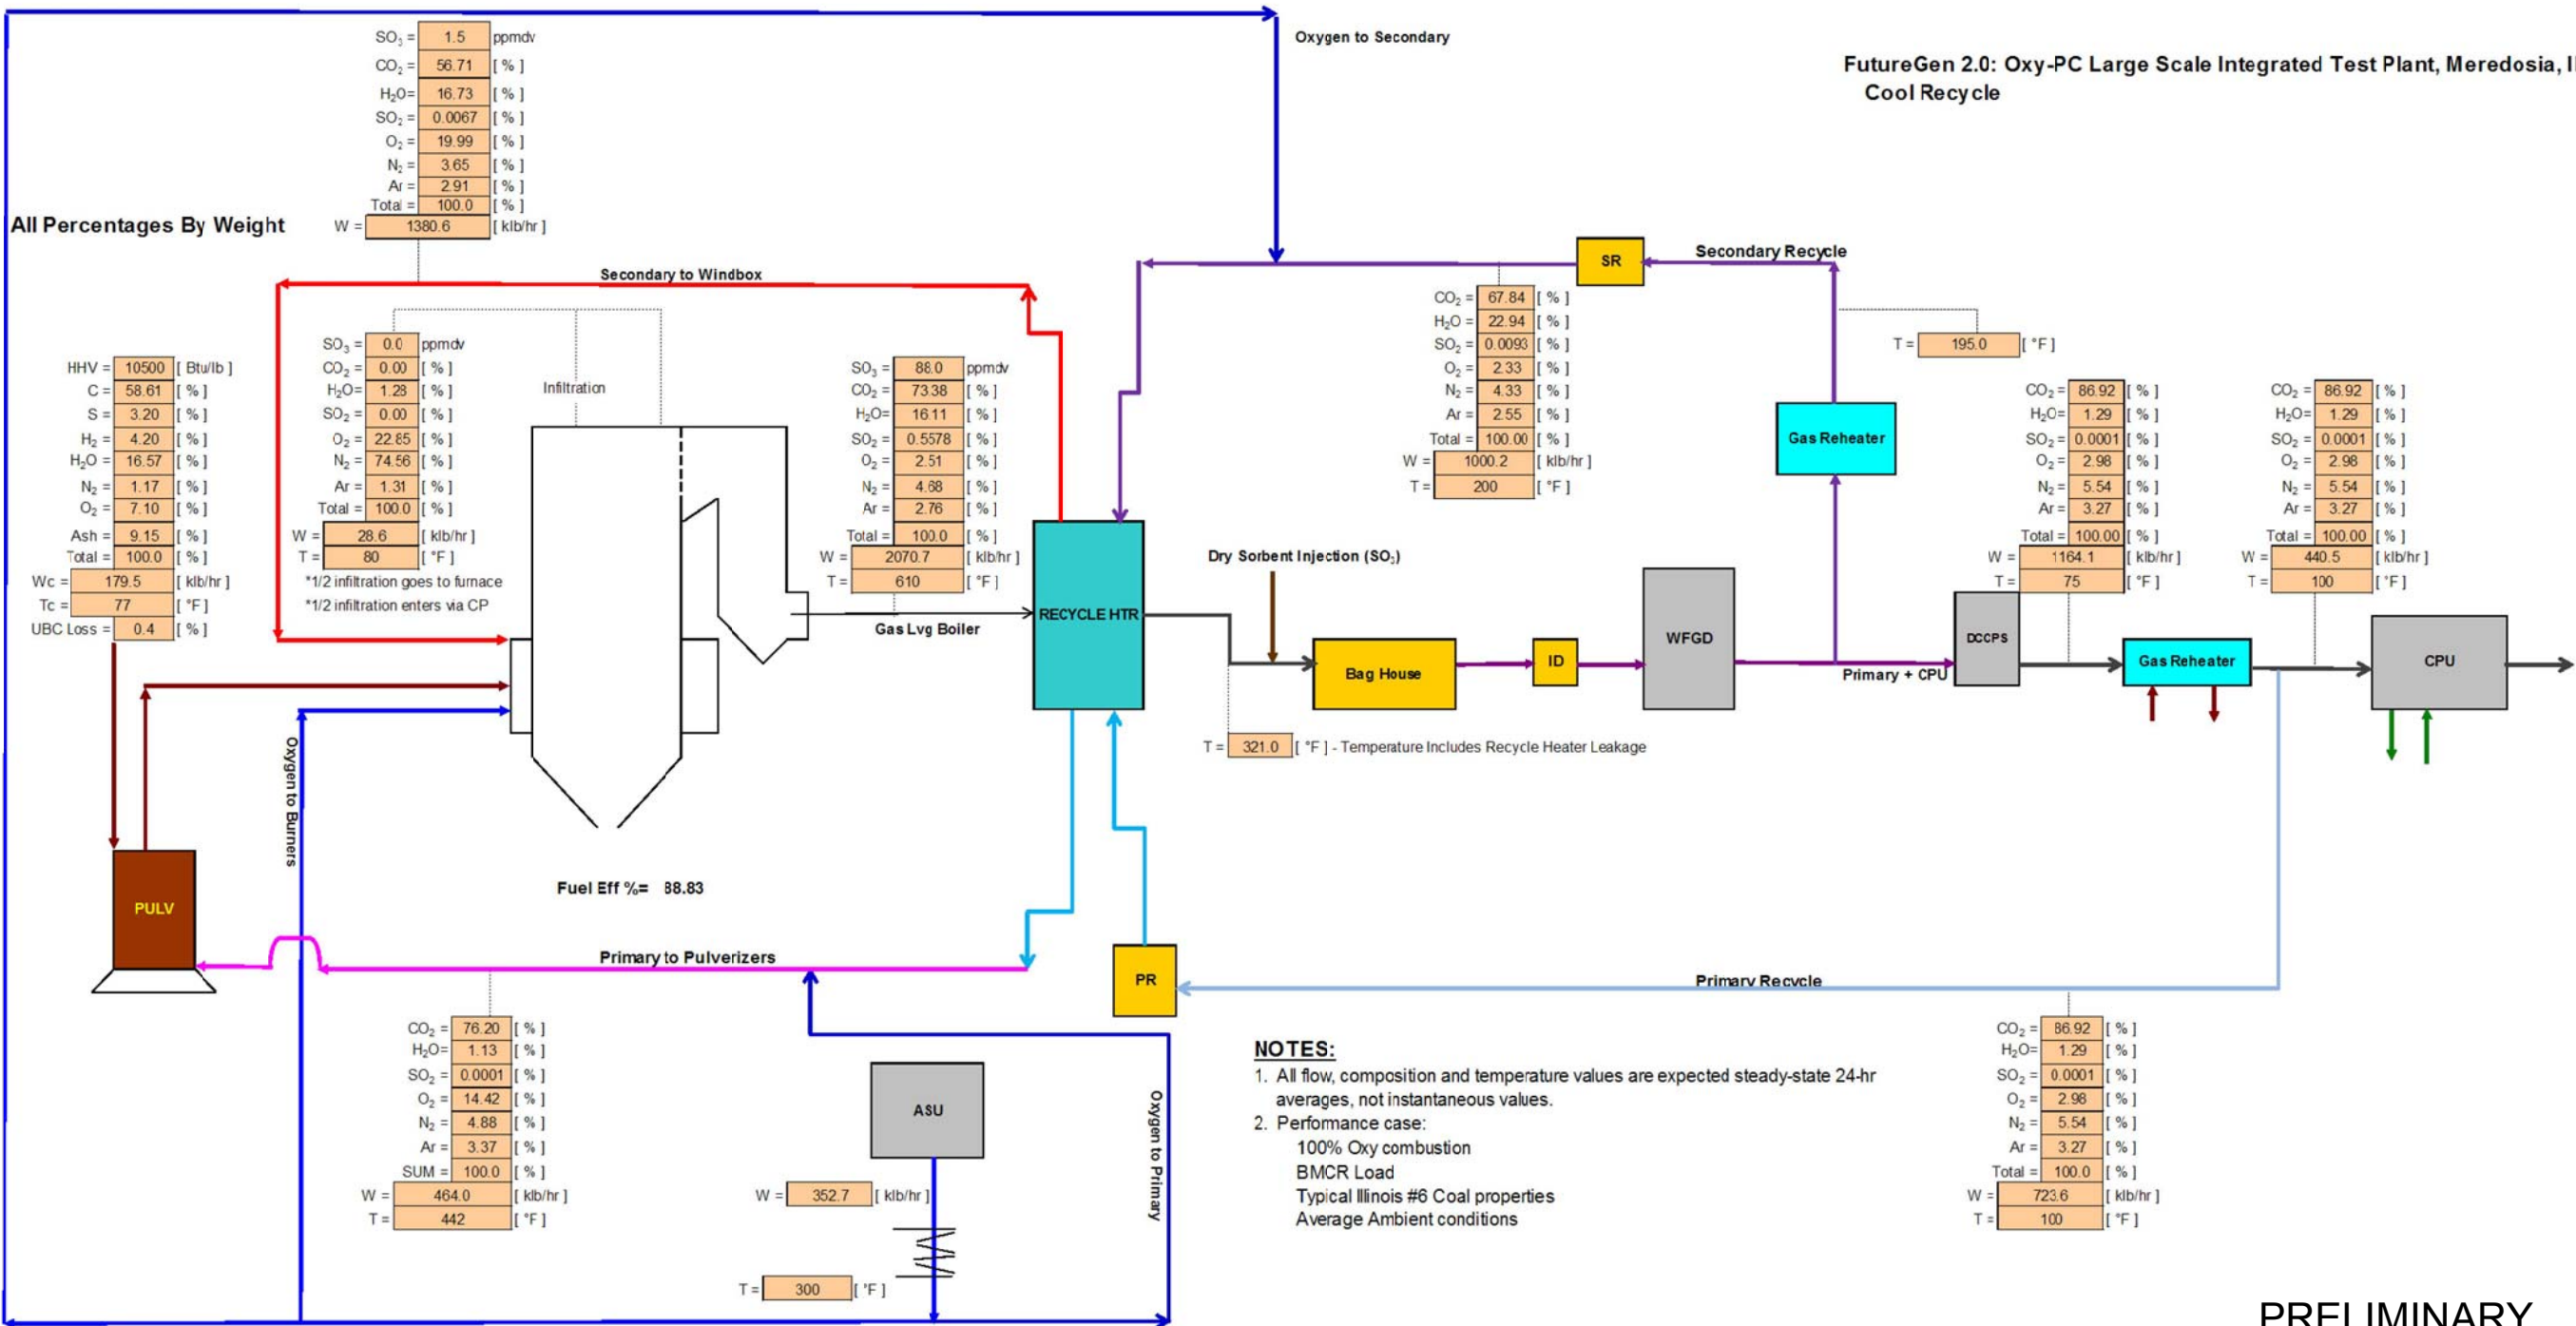 FutureGen 2.0: Oxy-PC Large Scale Integrated Test Plant, Meredosia,
Cool Recycle
Oxygen to Secondary
SO₃ = 1.5 ppmdv
CO₂ = 56.71 [ % ]
H₂O= 16.73 [ % ]
SO₂ = 0.0067 [ % ]
O₂ = 19.99 [ % ]
N₂ = 3.65 [ % ]
Ar = 2.91 [ % ]
Total = 100.0 [ % ]
W = 1380.6 [ klb/hr ]
All Percentages By Weight
Secondary to Windbox
SR
Secondary Recycle
HHV = 10500 [ Btu/lb ]
C = 58.61 [ % ]
S = 3.20 [ % ]
H₂ = 4.20 [ % ]
H₂O = 16.57 [ % ]
N₂ = 1.17 [ % ]
O₂ = 7.10 [ % ]
Ash = 9.15 [ % ]
Total = 100.0 [ % ]
Wc = 179.5 [ klb/hr ]
Tc = 77 [ °F ]
UBC Loss = 0.4 [ % ]
SO₃ = 0.0 ppmdv
CO₂ = 0.00 [ % ]
H₂O= 1.28 [ % ]
SO₂ = 0.00 [ % ]
O₂ = 22.85 [ % ]
N₂ = 74.56 [ % ]
Ar = 1.31 [ % ]
Total = 100.0 [ % ]
W = 28.6 [ klb/hr ]
T = 80 [ °F ]
*1/2 infiltration goes to furnace
*1/2 infiltration enters via CP
Infiltration
SO₃ = 88.0 ppmdv
CO₂ = 73.38 [ % ]
H₂O= 16.11 [ % ]
SO₂ = 0.5578 [ % ]
O₂ = 2.51 [ % ]
N₂ = 4.68 [ % ]
Ar = 2.76 [ % ]
Total = 100.0 [ % ]
W = 2070.7 [ klb/hr ]
T = 610 [ °F ]
Gas Lvg Boiler
RECYCLE HTR
CO₂ = 67.84 [ % ]
H₂O = 22.94 [ % ]
SO₂ = 0.0093 [ % ]
O₂ = 2.33 [ % ]
N₂ = 4.33 [ % ]
Ar = 2.55 [ % ]
Total = 100.00 [ % ]
W = 1000.2 [ klb/hr ]
T = 200 [ °F ]
T = 195.0 [ °F ]
Gas Reheater
CO₂ = 86.92 [ % ]
H₂O= 1.29 [ % ]
SO₂ = 0.0001 [ % ]
O₂ = 2.98 [ % ]
N₂ = 5.54 [ % ]
Ar = 3.27 [ % ]
Total = 100.00 [ % ]
W = 1164.1 [ klb/hr ]
T = 75 [ °F ]
CO₂ = 86.92 [ % ]
H₂O= 1.29 [ % ]
SO₂ = 0.0001 [ % ]
O₂ = 2.98 [ % ]
N₂ = 5.54 [ % ]
Ar = 3.27 [ % ]
Total = 100.00 [ % ]
W = 440.5 [ klb/hr ]
T = 100 [ °F ]
Dry Sorbent Injection (SO₃)
Bag House
ID
WFGD
Primary + CPU
DCCPS
Gas Reheater
CPU
T = 321.0 [ °F ] - Temperature Includes Recycle Heater Leakage
Oxygen to Burners
PULV
Fuel Eff %= 88.83
Primary to Pulverizers
PR
Primary Recycle
CO₂ = 76.20 [ % ]
H₂O= 1.13 [ % ]
SO₂ = 0.0001 [ % ]
O₂ = 14.42 [ % ]
N₂ = 4.88 [ % ]
Ar = 3.37 [ % ]
SUM = 100.0 [ % ]
W = 464.0 [ klb/hr ]
T = 442 [ °F ]
ASU
W = 352.7 [ klb/hr ]
T = 300 [ °F ]
Oxygen to Primary
NOTES:
1. All flow, composition and temperature values are expected steady-state 24-hr
averages, not instantaneous values.
2. Performance case:
100% Oxy combustion
BMCR Load
Typical Illinois #6 Coal properties
Average Ambient conditions
CO₂ = 86.92 [ % ]
H₂O= 1.29 [ % ]
SO₂ = 0.0001 [ % ]
O₂ = 2.98 [ % ]
N₂ = 5.54 [ % ]
Ar = 3.27 [ % ]
Total = 100.0 [ % ]
W = 723.6 [ klb/hr ]
T = 100 [ °F ]
PRELIMINARY